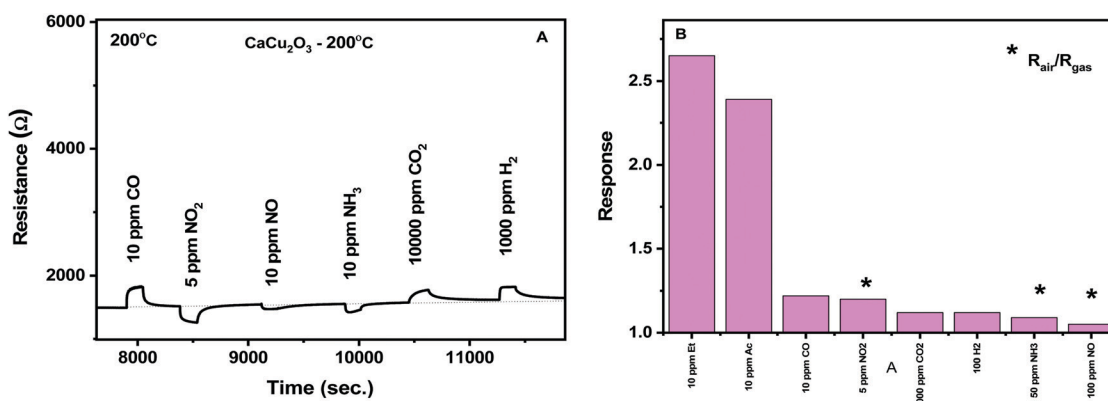 6000
4000
2000
Resistance (Ω)
200°C
CaCu₂O₃ - 200°C
A
10 ppm CO
5 ppm NO₂
10 ppm NO
10 ppm NH₃
10000 ppm CO₂
1000 ppm H₂
8000
9000
10000
11000
Time (sec.)
B
* R_air/R_gas
2.5
2.0
1.5
1.0
Response
*
*
*
10 ppm Et
10 ppm Ac
10 ppm CO
5 ppm NO2
000 ppm CO2
100 H2
50 ppm NH3
100 ppm NO
A